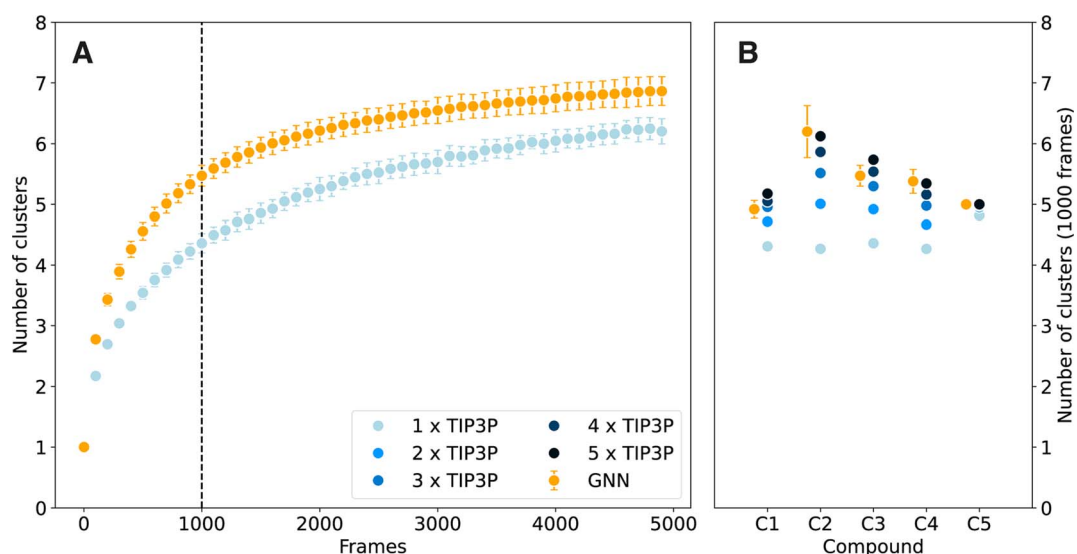 A
Number of clusters
8
7
6
5
4
3
2
1
0
0 1000 2000 3000 4000 5000
Frames
1 x TIP3P
2 x TIP3P
3 x TIP3P
4 x TIP3P
5 x TIP3P
GNN
B
C1 C2 C3 C4 C5
Compound
8
7
6
5
4
3
2
1
0
Number of clusters (1000 frames)